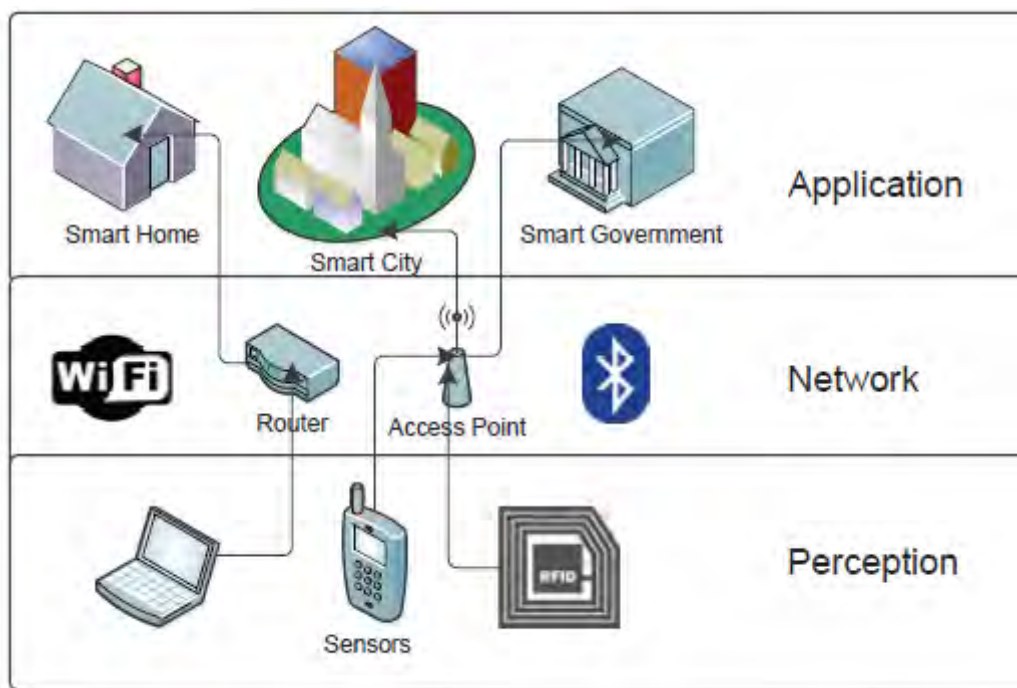 Smart Home
Smart City
Smart Government
Application
WiFi
Router
Access Point
Network
Sensors
RFID
Perception